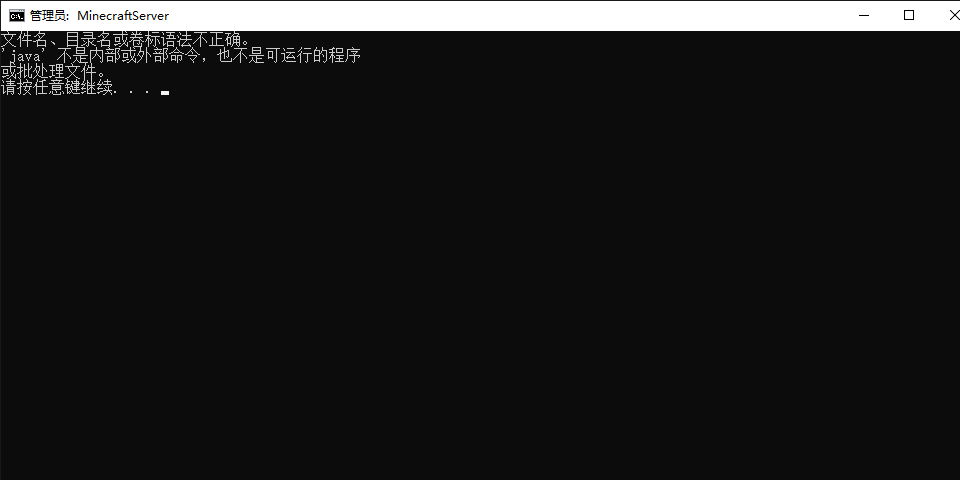 管理员: MinecraftServer
文件名、目录名或卷标语法不正确。
'java' 不是内部或外部命令，也不是可运行的程序
或批处理文件。
请按任意键继续. . .